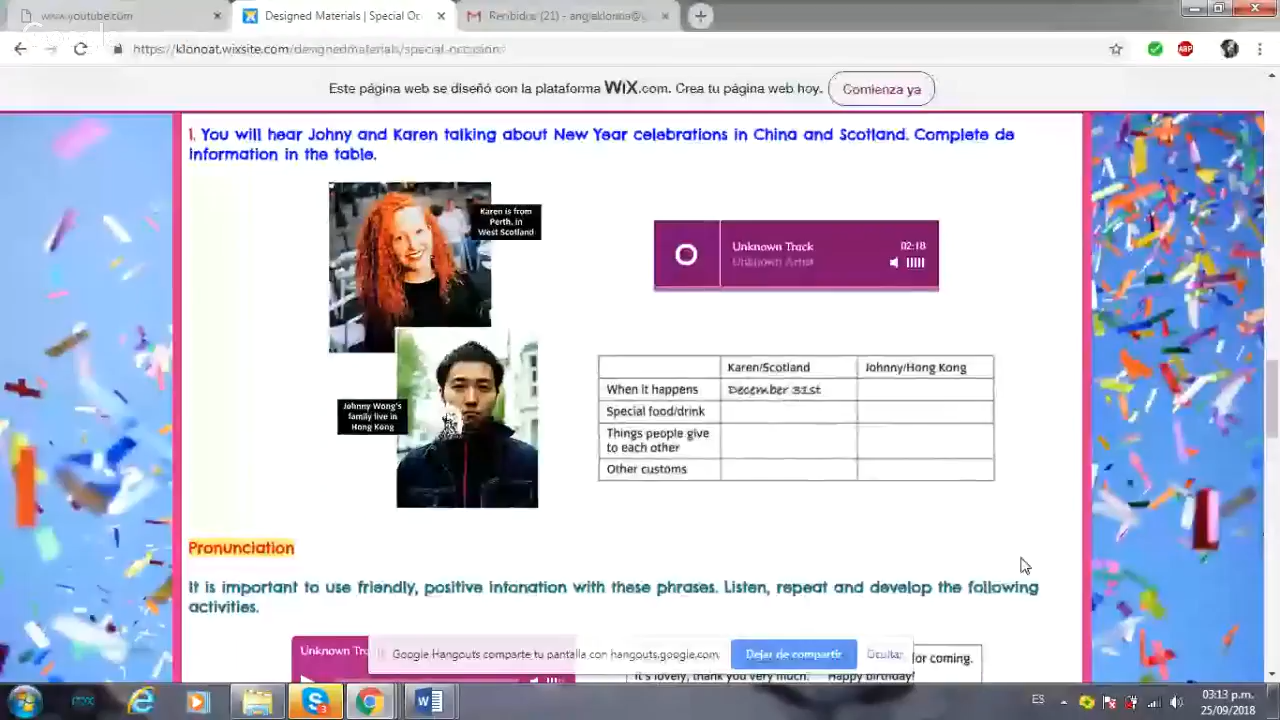 www.youtube.com
Designed Materials | Special Oc
Recibidos (21) - angieklonoa@g
https://klonoat.wixsite.com/designedmaterials/special-occasions
ABP
Este página web se diseñó con la plataforma WiX.com. Crea tu página web hoy.
Comienza ya
1. You will hear Johny and Karen talking about New Year celebrations in China and Scotland. Complete de
information in the table.
Karen is from
Perth, in
West Scotland
Unknown Track
02:18
Unknown Artist
Johnny Wong's
family live in
Hong Kong
Karen/Scotland Johnny/Hong Kong
When it happens December 31st
Special food/drink
Things people give
to each other
Other customs
Pronunciation
It is important to use friendly, positive intonation with these phrases. Listen, repeat and develop the following
activities.
Unknown Tra
Google Hangouts comparte tu pantalla con hangouts.google.com.
Dejar de compartir
Ocultar
for coming.
It's lovely, thank you very much. Happy birthday!
ES
03:13 p.m.
25/09/2018